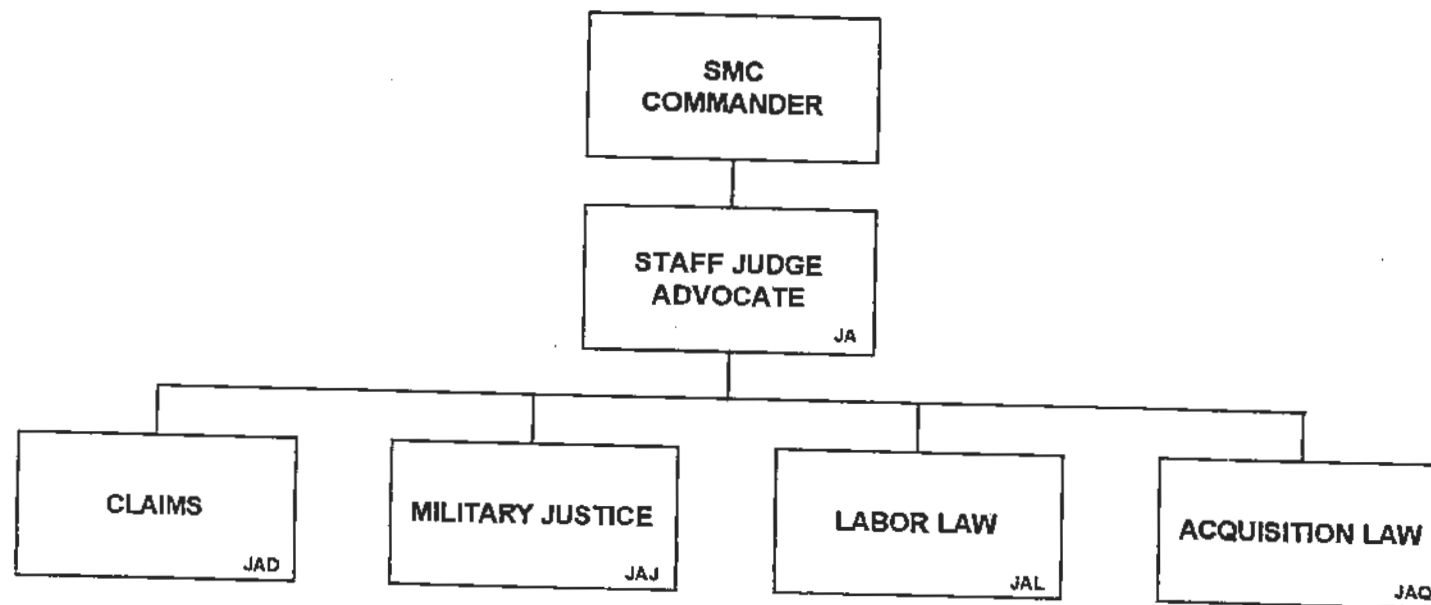 SMC
COMMANDER
STAFF JUDGE
ADVOCATE
JA
CLAIMS
JAD
MILITARY JUSTICE
JAJ
LABOR LAW
JAL
ACQUISITION LAW
JAQ